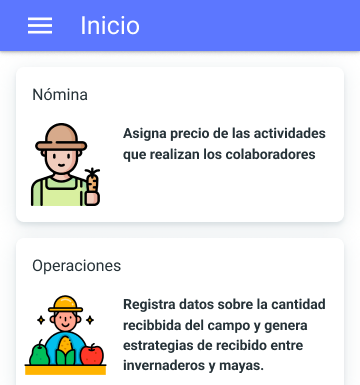 Inicio
Nómina
Asigna precio de las actividades
que realizan los colaboradores
Operaciones
Registra datos sobre la cantidad
recibbida del campo y genera
estrategias de recibido entre
invernaderos y mayas.